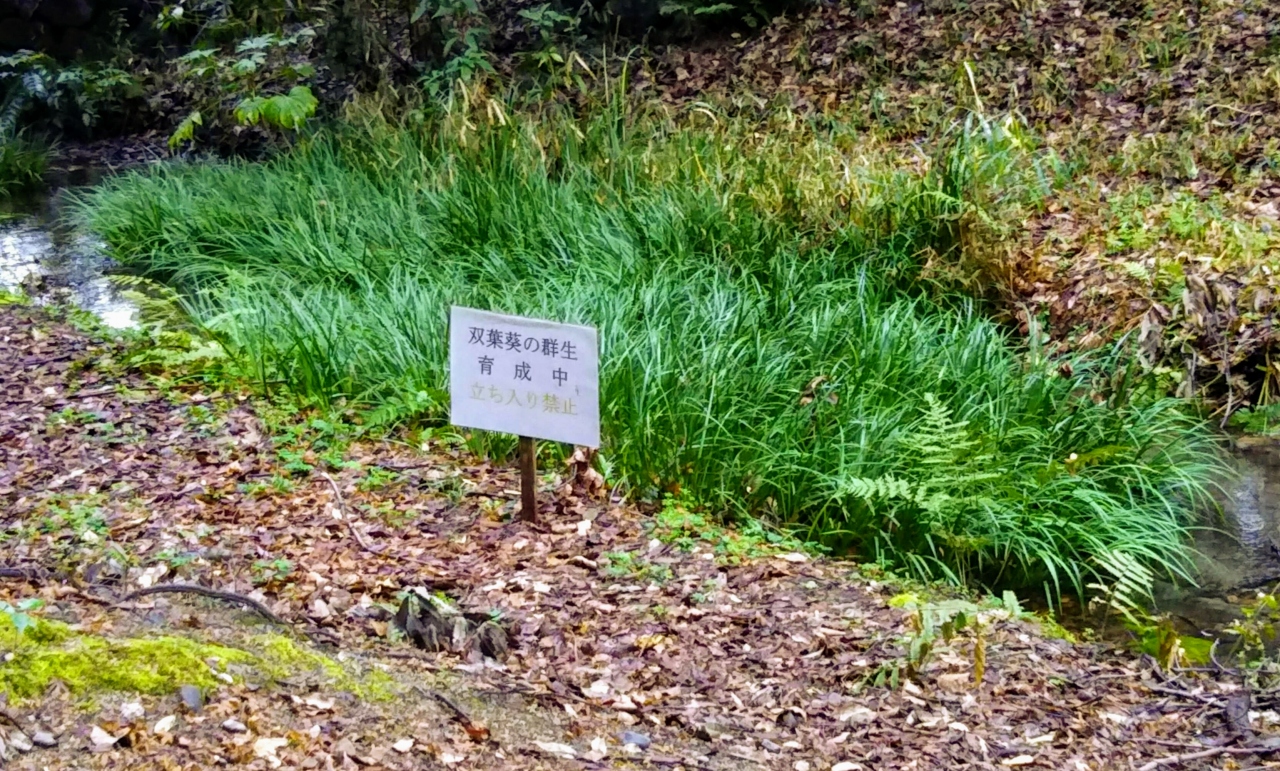 双葉葵の群生
育成中
立ち入り禁止